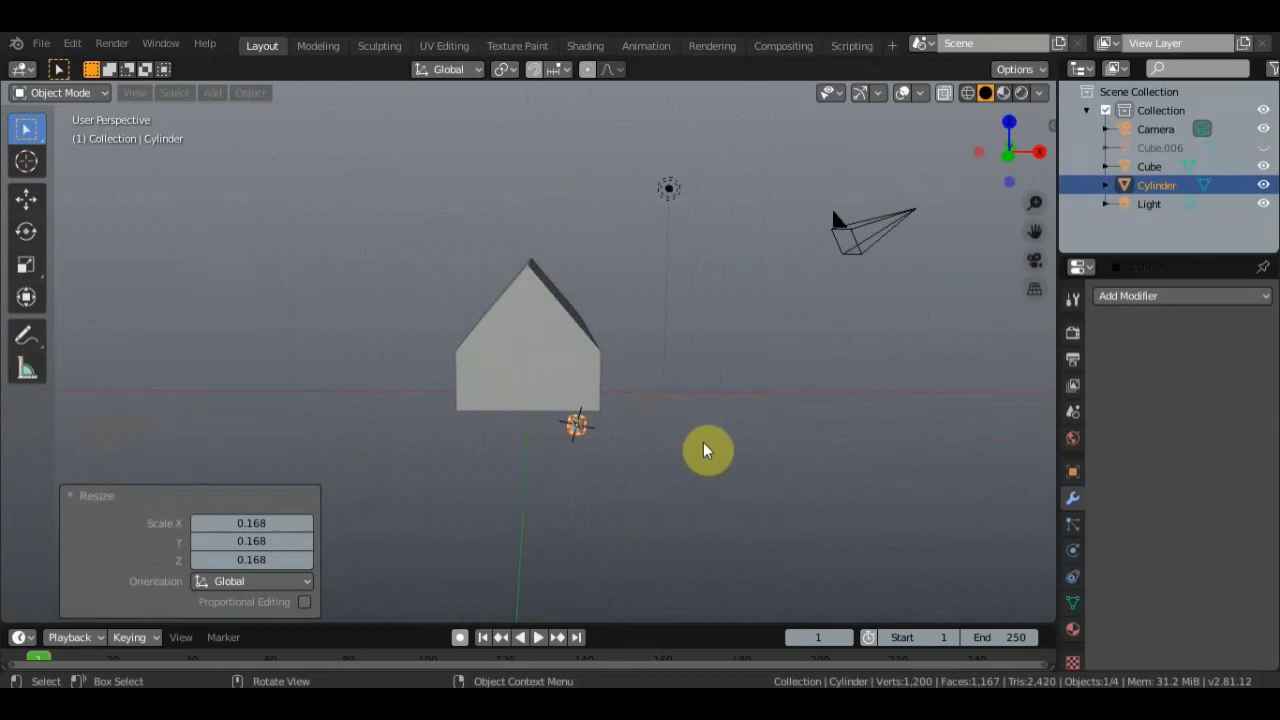 File Edit Render Window Help Layout Modeling Sculpting UV Editing Texture Paint Shading Animation Rendering Compositing Scripting + Scene View Layer
Global Options
Object Mode View Select Add Object
User Perspective
(1) Collection | Cylinder
X
Scene Collection
Collection
Camera
Cube.006
Cube
Cylinder
Light
Add Modifier
Resize
Scale X 0.168
Y 0.168
Z 0.168
Orientation Global
Proportional Editing
Playback Keying View Marker 1 Start 1 End 250
1
Select Box Select Rotate View Object Context Menu Collection | Cylinder | Verts:1,200 | Faces:1,167 | Tris:2,420 | Objects:1/4 | Mem: 31.2 MiB | v2.81.12